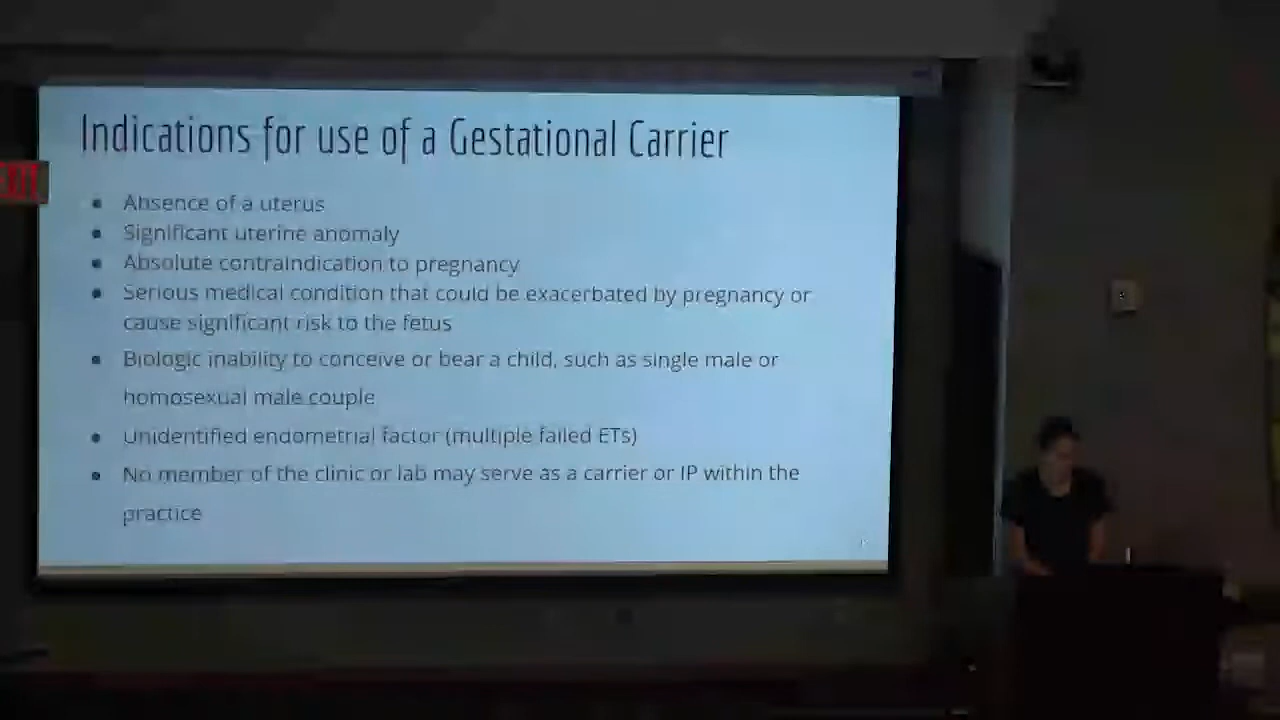 Indications for use of a Gestational Carrier
EXIT
● Absence of a uterus
● Significant uterine anomaly
● Absolute contraindication to pregnancy
● Serious medical condition that could be exacerbated by pregnancy or
cause significant risk to the fetus
● Biologic inability to conceive or bear a child, such as single male or
homosexual male couple
● Unidentified endometrial factor (multiple failed ETs)
● No member of the clinic or lab may serve as a carrier or IP within the
practice